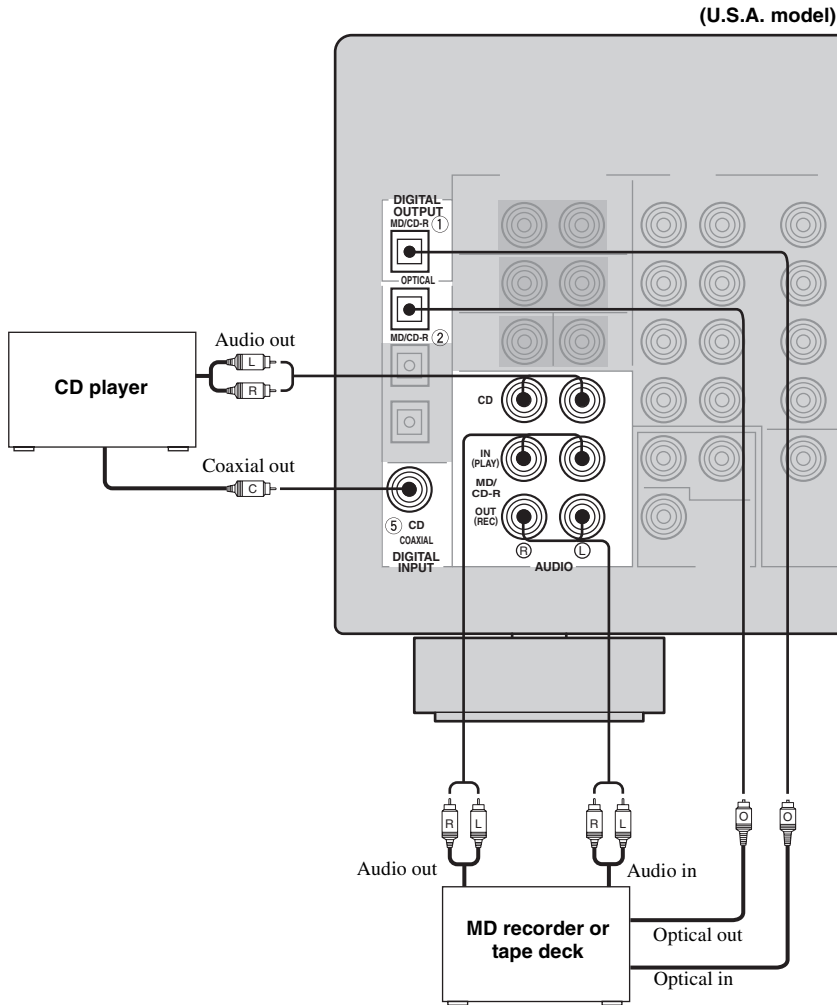 (U.S.A. model)
DIGITAL
OUTPUT
MD/CD-R ①
OPTICAL
MD/CD-R ②
Audio out
L
R
CD player
Coaxial out
C
CD
IN
(PLAY)
MD/
CD-R
OUT
(REC)
Ⓡ Ⓛ
AUDIO
⑤ CD
COAXIAL
DIGITAL
INPUT
R L
R L
O O
Audio out
Audio in
MD recorder or
tape deck
Optical out
Optical in